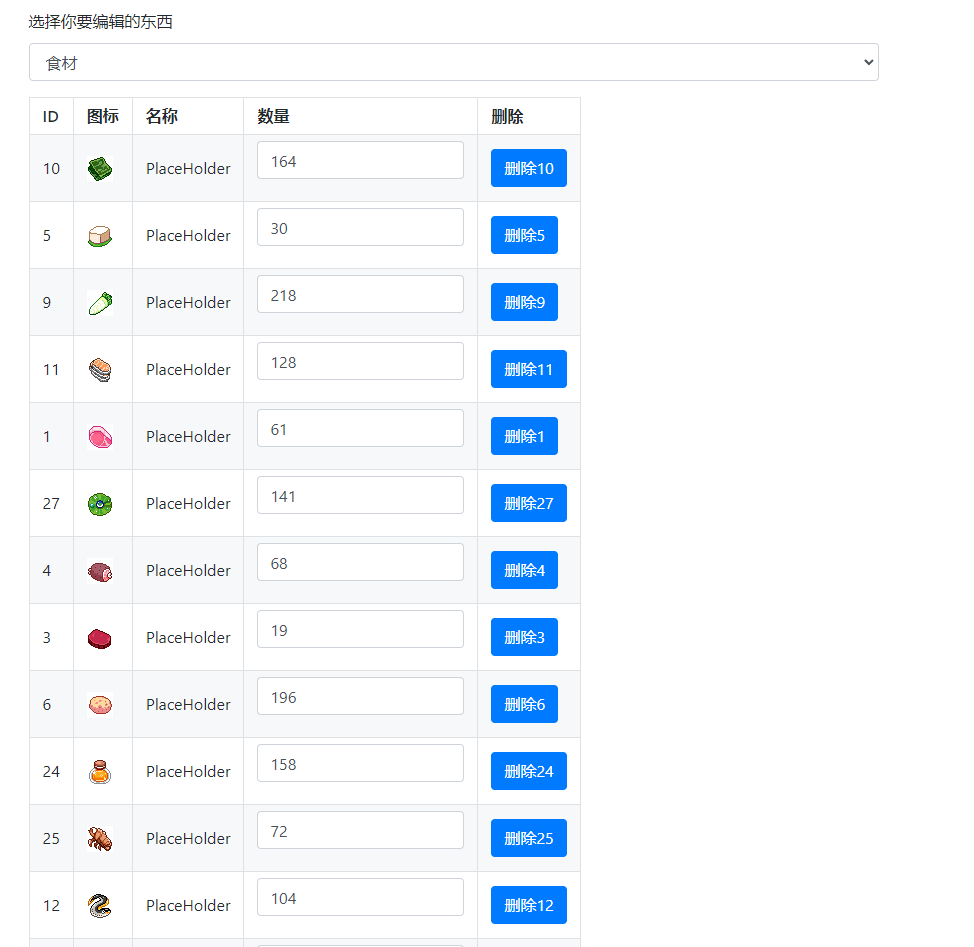 选择你要编辑的东西
食材
ID 图标 名称 数量 删除
10 PlaceHolder 164 删除10
5 PlaceHolder 30 删除5
9 PlaceHolder 218 删除9
11 PlaceHolder 128 删除11
1 PlaceHolder 61 删除1
27 PlaceHolder 141 删除27
4 PlaceHolder 68 删除4
3 PlaceHolder 19 删除3
6 PlaceHolder 196 删除6
24 PlaceHolder 158 删除24
25 PlaceHolder 72 删除25
12 PlaceHolder 104 删除12